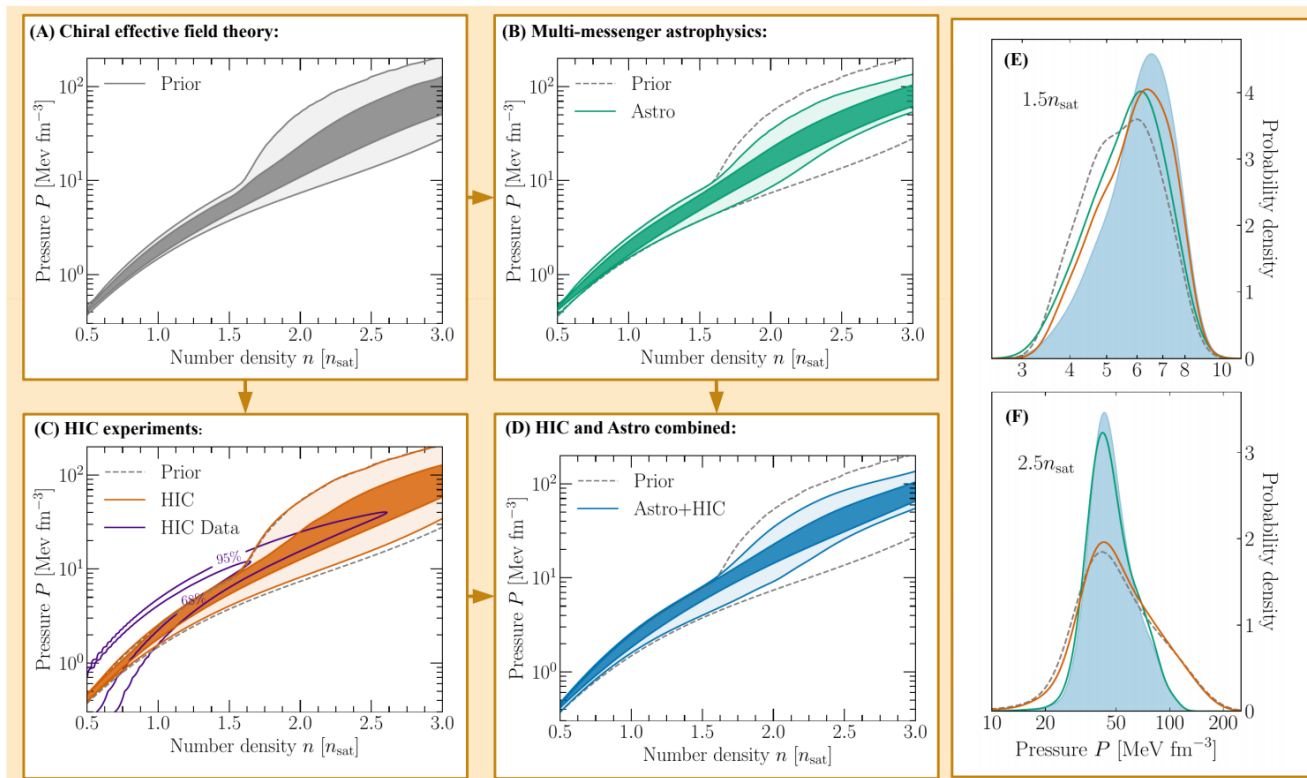 (A) Chiral effective field theory:
Prior
10²
10¹
10⁰
Pressure P [Mev fm⁻³]
0.5 1.0 1.5 2.0 2.5 3.0
Number density n [nsat]
(B) Multi-messenger astrophysics:
Prior
Astro
10²
10¹
10⁰
Pressure P [Mev fm⁻³]
0.5 1.0 1.5 2.0 2.5 3.0
Number density n [nsat]
(C) HIC experiments:
Prior
HIC
HIC Data
95%
68%
10²
10¹
10⁰
Pressure P [Mev fm⁻³]
0.5 1.0 1.5 2.0 2.5 3.0
Number density n [nsat]
(D) HIC and Astro combined:
Prior
Astro+HIC
10²
10¹
10⁰
Pressure P [Mev fm⁻³]
0.5 1.0 1.5 2.0 2.5 3.0
Number density n [nsat]
(E)
1.5nsat
4
3
2
1
0
Probability density
3 4 5 6 7 8 10
(F)
2.5nsat
3
2
1
0
Probability density
10 20 50 100 200
Pressure P [MeV fm⁻³]